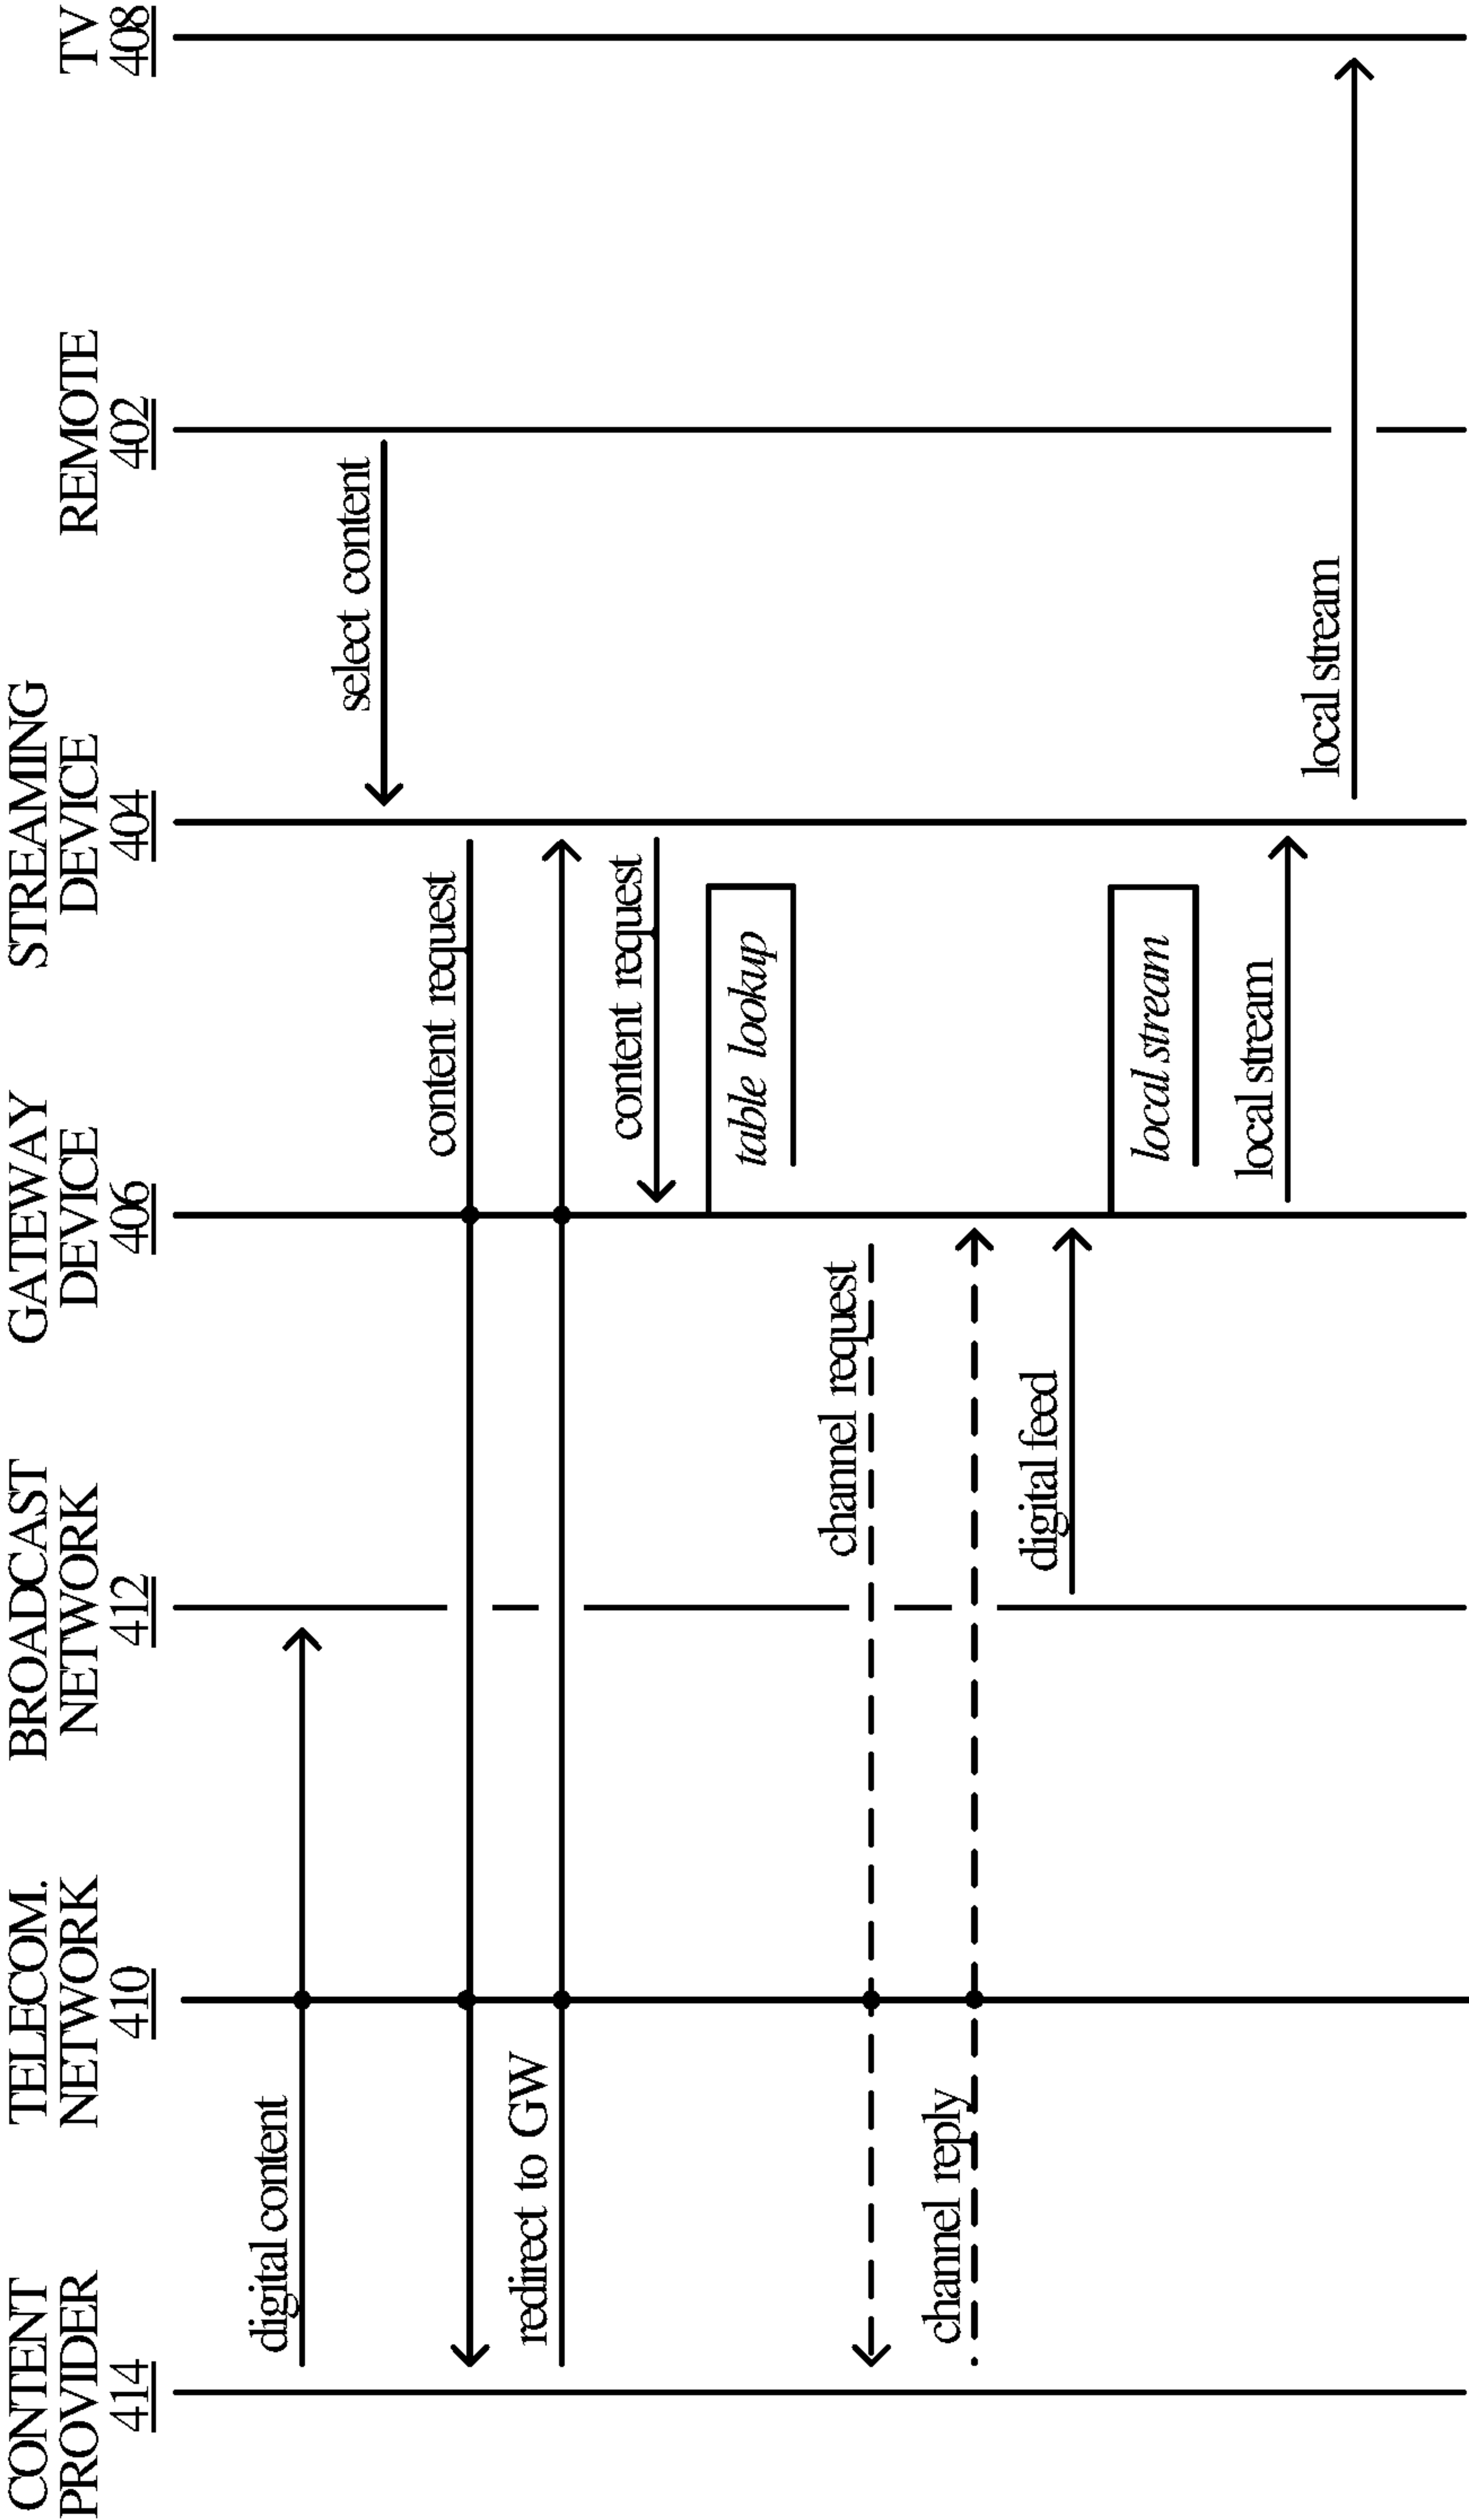 CONTENT
PROVIDER
414
TELECOM.
NETWORK
410
BROADCAST
NETWORK
412
GATEWAY
DEVICE
406
STREAMING
DEVICE
404
REMOTE
402
TV
408
digital content
select content
content request
redirect to GW
content request
table lookup
channel request
channel reply
digital feed
local stream
local stream
local stream